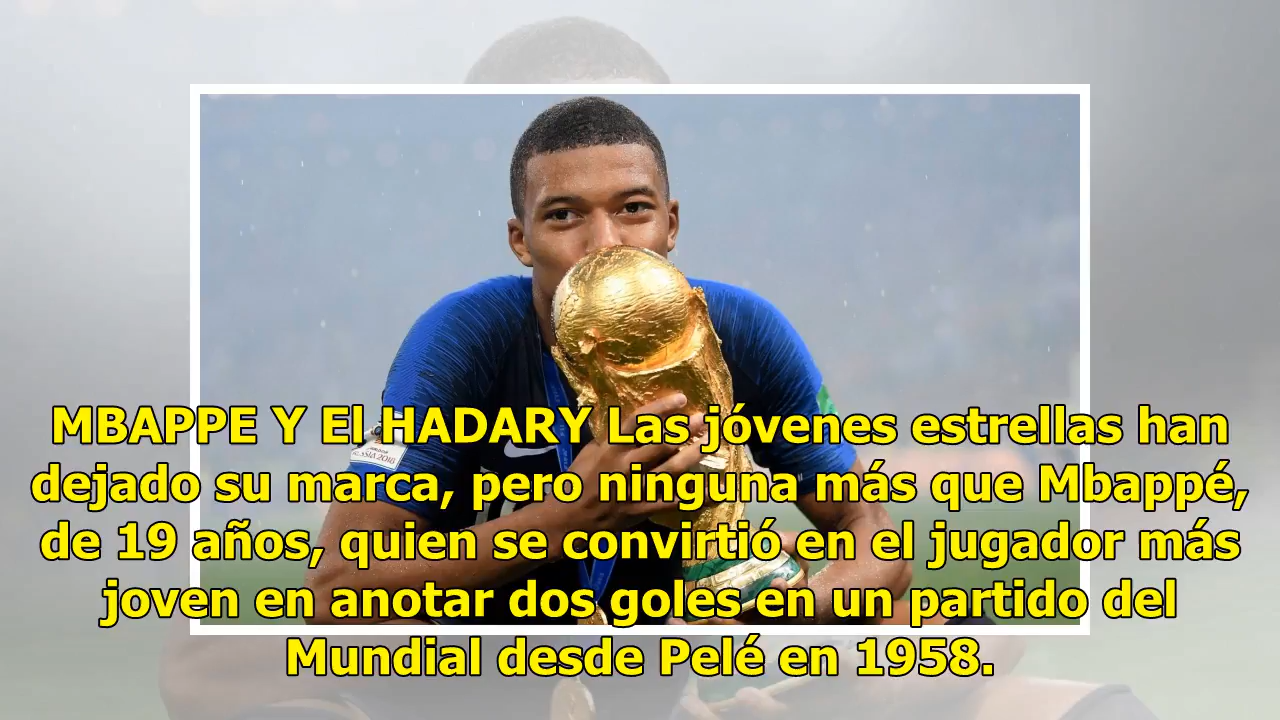 MBAPPE Y El HADARY Las jóvenes estrellas han
dejado su marca, pero ninguna más que Mbappé,
de 19 años, quien se convirtió en el jugador más
joven en anotar dos goles en un partido del
Mundial desde Pelé en 1958.
RUSSIA 2018